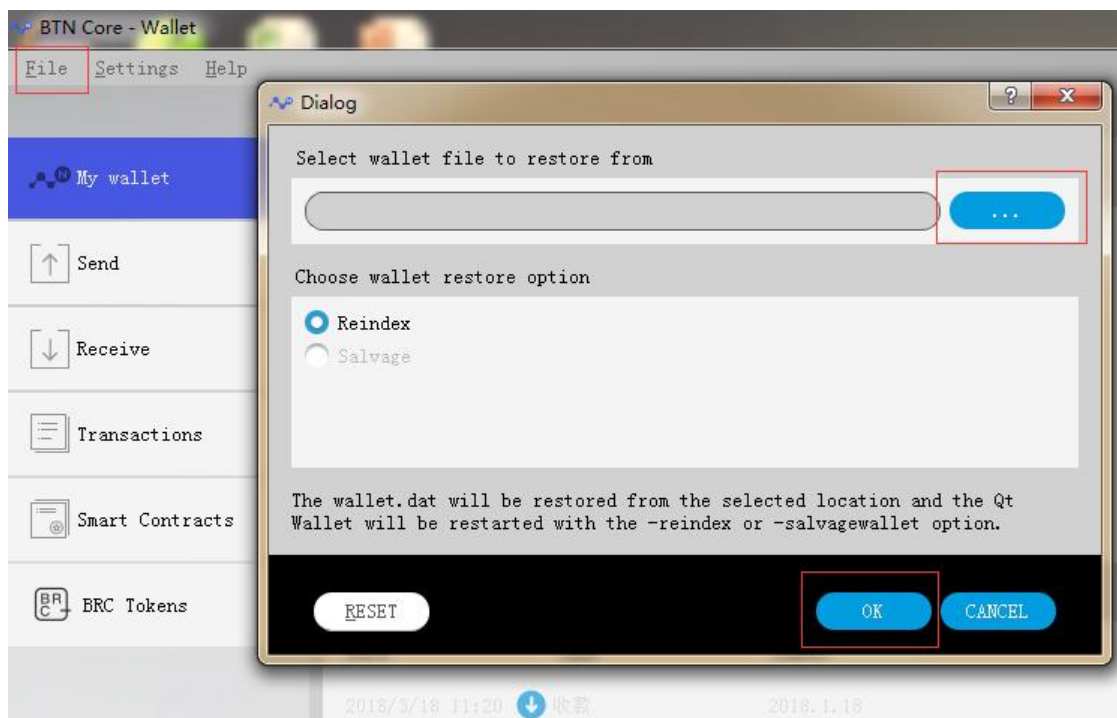 BTN Core - Wallet
File Settings Help
Dialog
?
X
Select wallet file to restore from
...
My wallet
Send
Choose wallet restore option
Reindex
Receive
Salvage
Transactions
The wallet.dat will be restored from the selected location and the Qt
Wallet will be restarted with the -reindex or -salvagewallet option.
Smart Contracts
BRC BRC Tokens
RESET OK CANCEL
2018/3/18 11:20 收款 2018.1.18